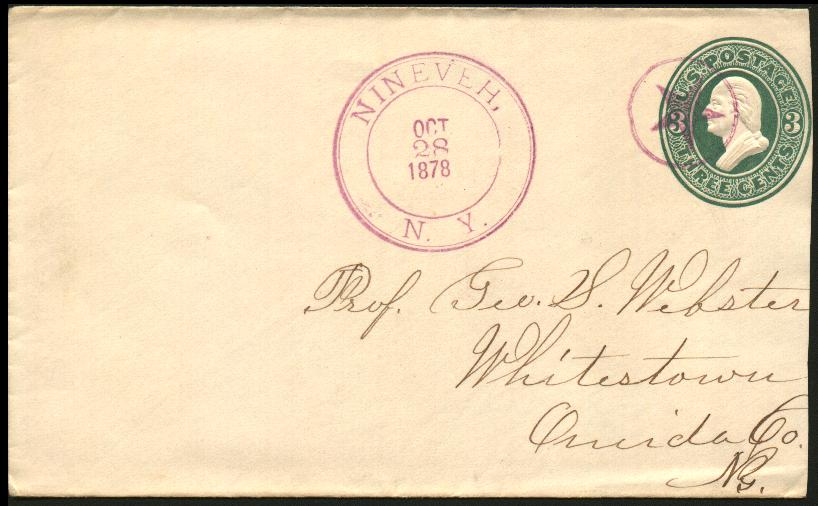 NINEVEH,
OCT
28
1878
N. Y.
U.S. POSTAGE
3 3
THREE CENTS
Prof. Geo. S. Webster
Whitestown
Oneida Co.
N.Y.